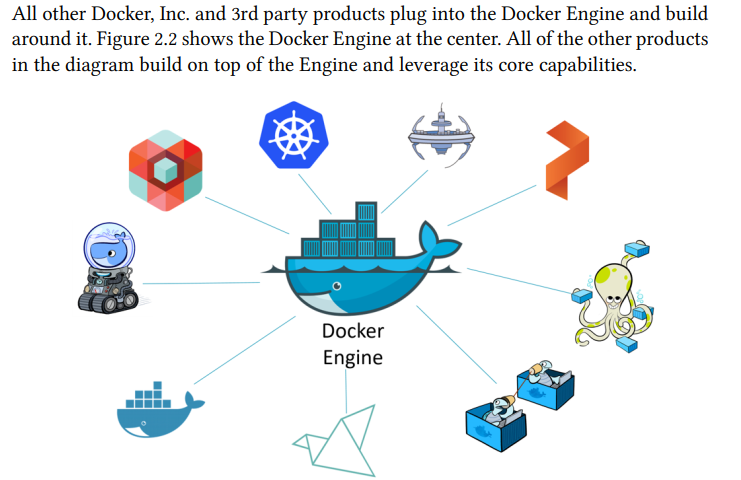 All other Docker, Inc. and 3rd party products plug into the Docker Engine and build
around it. Figure 2.2 shows the Docker Engine at the center. All of the other products
in the diagram build on top of the Engine and leverage its core capabilities.
Docker
Engine